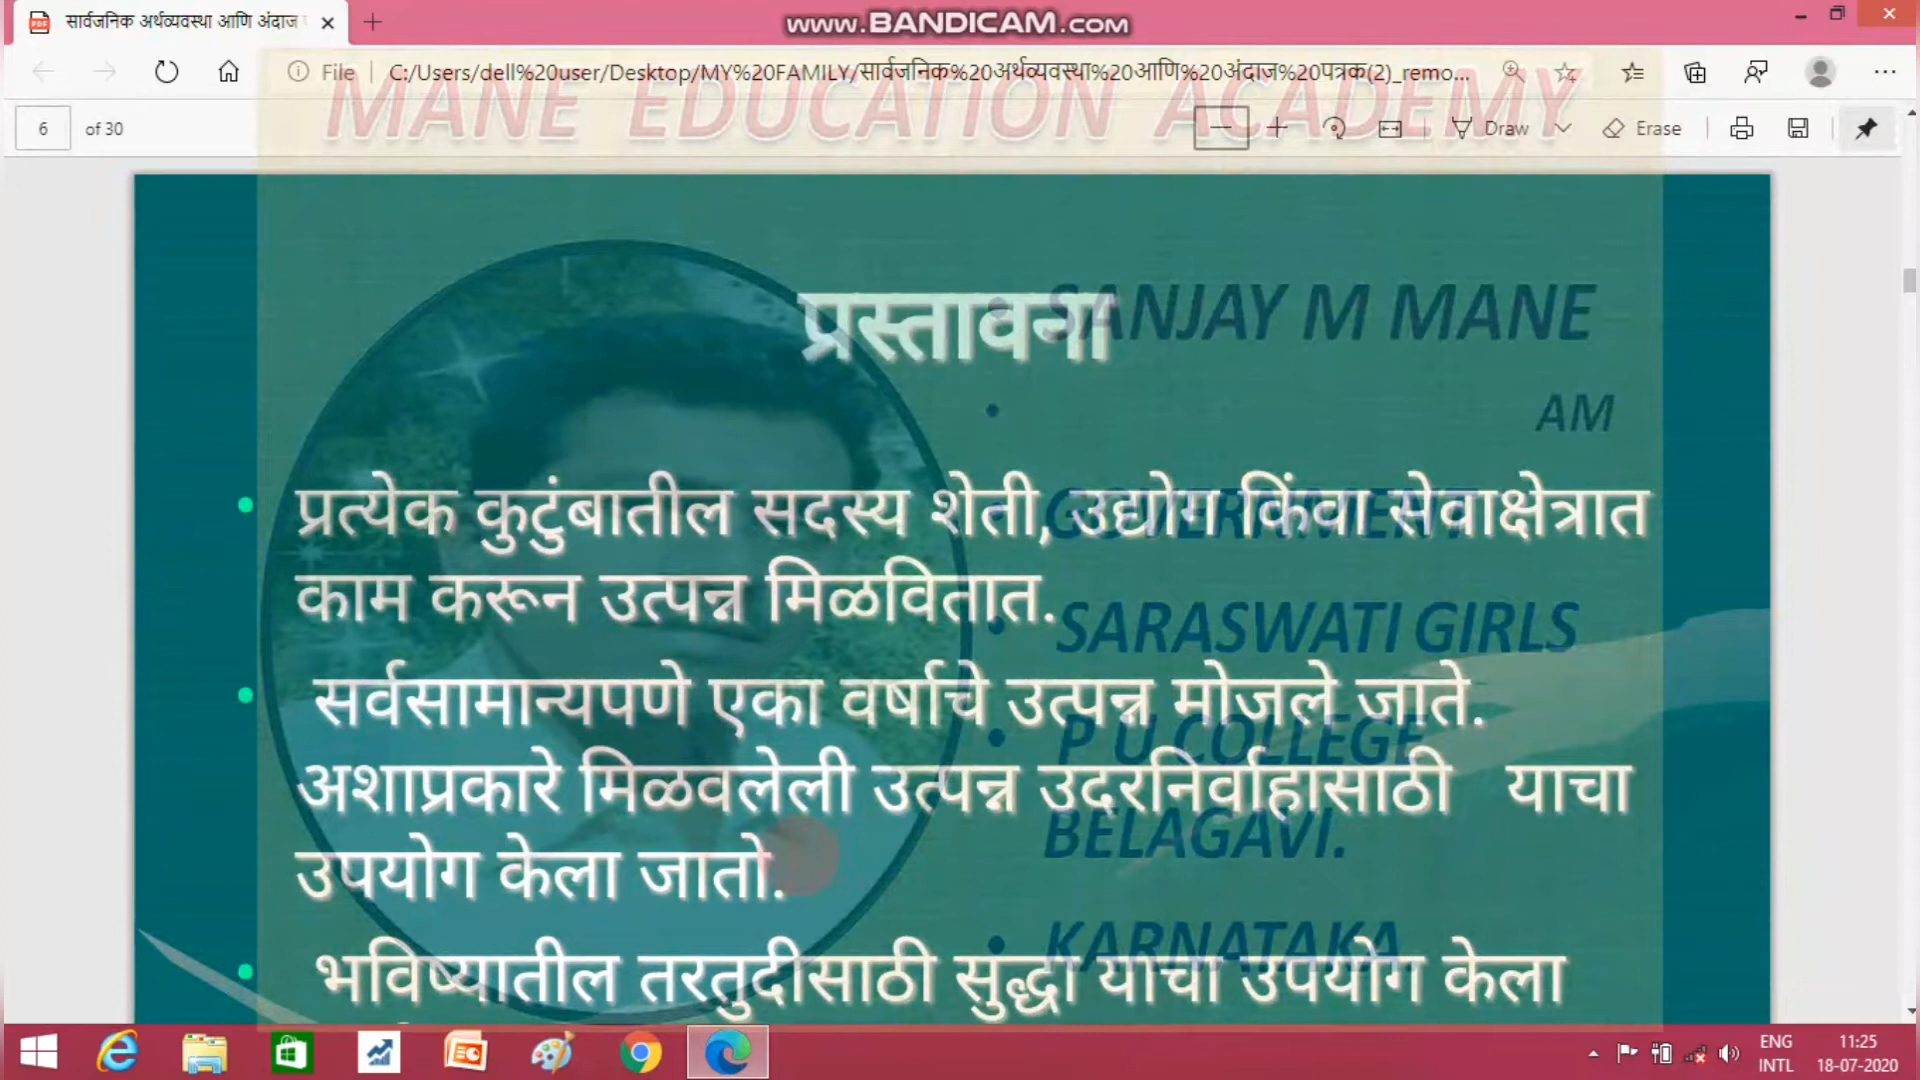 सार्वजनिक अर्थव्यवस्था आणि अंदाज
www.BANDICAM.com
File
C:/Users/dell%20user/Desktop/MY%20FAMILY/सार्वजनिक%20अर्थव्यवस्था%20आणि%20अंदाज%20पत्रक(2)_remo...
MANE EDUCATION ACADEMY
6 of 30
Draw
Erase
प्रस्तावना
SANJAY M MANE
AM
प्रत्येक कुटुंबातील सदस्य शेती, उद्योग किंवा सेवाक्षेत्रात
GOVERNMENT
काम करून उत्पन्न मिळवितात.
SARASWATI GIRLS
सर्वसामान्यपणे एका वर्षाचे उत्पन्न मोजले जाते.
P U COLLEGE
अशाप्रकारे मिळवलेली उत्पन्न उदरनिर्वाहासाठी याचा
BELAGAVI.
उपयोग केला जातो.
KARNATAKA.
भविष्यातील तरतुदीसाठी सुद्धा याचा उपयोग केला
ENG
INTL
11:25
18-07-2020